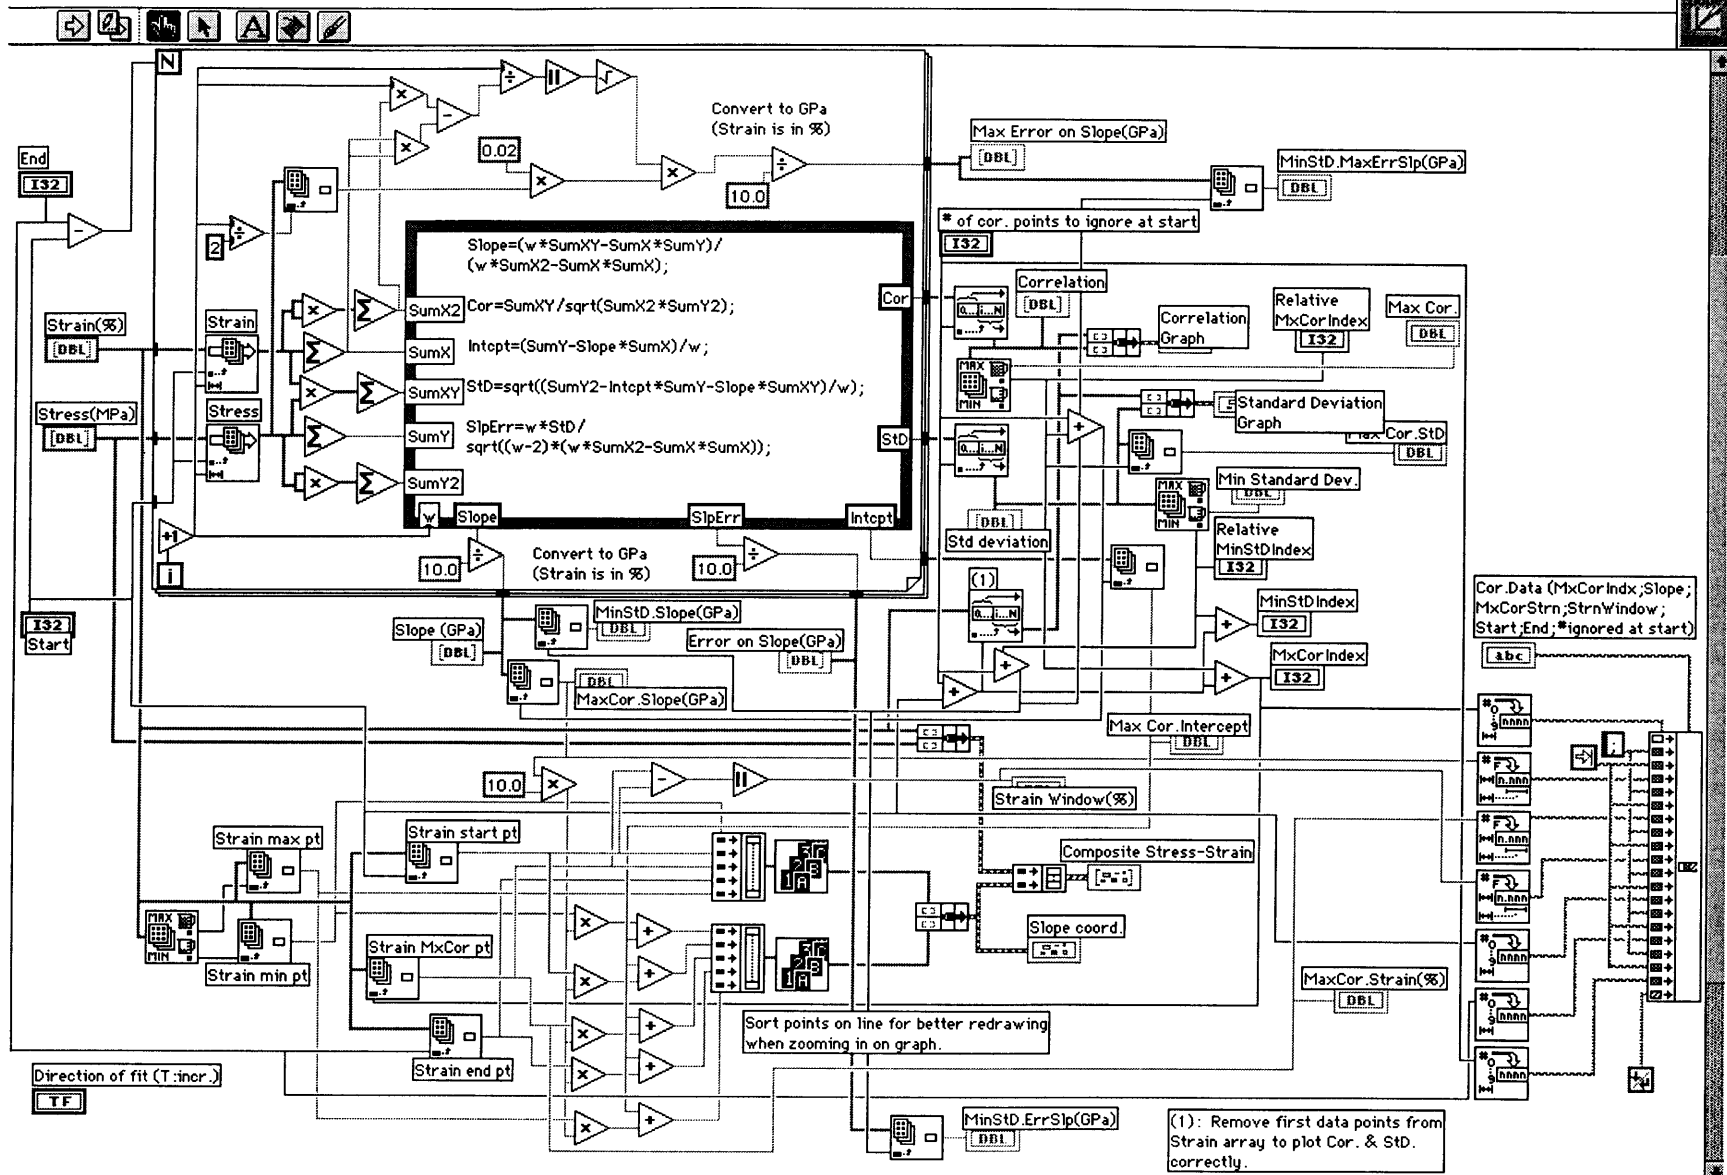 A
N
Convert to GPa
(Strain is in %)
Max Error on Slope(GPa)
[DBL]
End
I32
0.02
10.0
MinStD.MaxErrSlp(GPa)
DBL
# of cor. points to ignore at start
I32
2
Slope=(w*SumXY-SumX*SumY)/
(w*SumX2-SumX*SumX);
Cor=SumXY/sqrt(SumX2*SumY2);
Intcpt=(SumY-Slope*SumX)/w;
StD=sqrt((SumY2-Intcpt*SumY-Slope*SumXY)/w);
SlpErr=w*StD/
sqrt((w-2)*(w*SumX2-SumX*SumX));
SumX2
SumX
SumXY
SumY
SumY2
w
Slope
SlpErr
Intcpt
Cor
StD
Strain(%)
[DBL]
Strain
Stress(MPa)
[DBL]
Stress
Correlation
[DBL]
Correlation
Graph
Relative
MxCorIndex
I32
Max Cor.
DBL
MAX
MIN
Standard Deviation
Graph
Max Cor.StD
DBL
Min Standard Dev.
DBL
MAX
MIN
Relative
MinStDIndex
I32
[DBL]
Std deviation
+1
i
10.0
Convert to GPa
(Strain is in %)
10.0
(1)
I32
Start
MinStD.Slope(GPa)
DBL
Slope (GPa)
[DBL]
Error on Slope(GPa)
[DBL]
DBL
MaxCor.Slope(GPa)
MinStDIndex
I32
MxCorIndex
I32
Cor.Data (MxCorIndx;Slope;
MxCorStrn;StrnWindow;
Start;End;#ignored at start)
abc
Max Cor.Intercept
DBL
10.0
Strain Window(%)
;
Strain max pt
Strain start pt
Composite Stress-Strain
MAX
MIN
Strain min pt
Strain MxCor pt
Slope coord.
MaxCor.Strain(%)
DBL
Sort points on line for better redrawing
when zooming in on graph.
Strain end pt
Direction of fit (T:incr.)
TF
MinStD.ErrSlp(GPa)
DBL
(1): Remove first data points from
Strain array to plot Cor. & StD.
correctly.